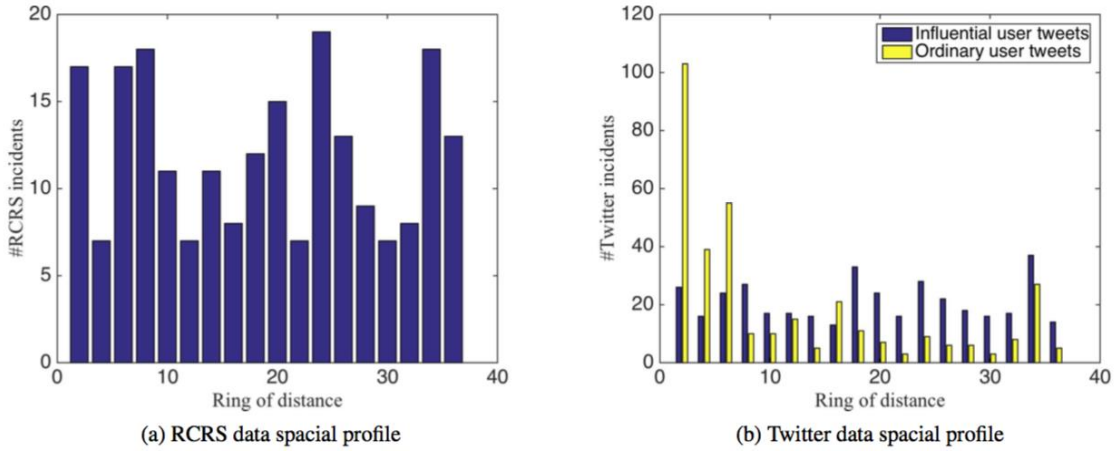 20
15
10
5
0
0 10 20 30 40
#RCRS incidents
Ring of distance
(a) RCRS data spacial profile
120
100
80
60
40
20
0
0 10 20 30 40
#Twitter incidents
Influential user tweets
Ordinary user tweets
Ring of distance
(b) Twitter data spacial profile